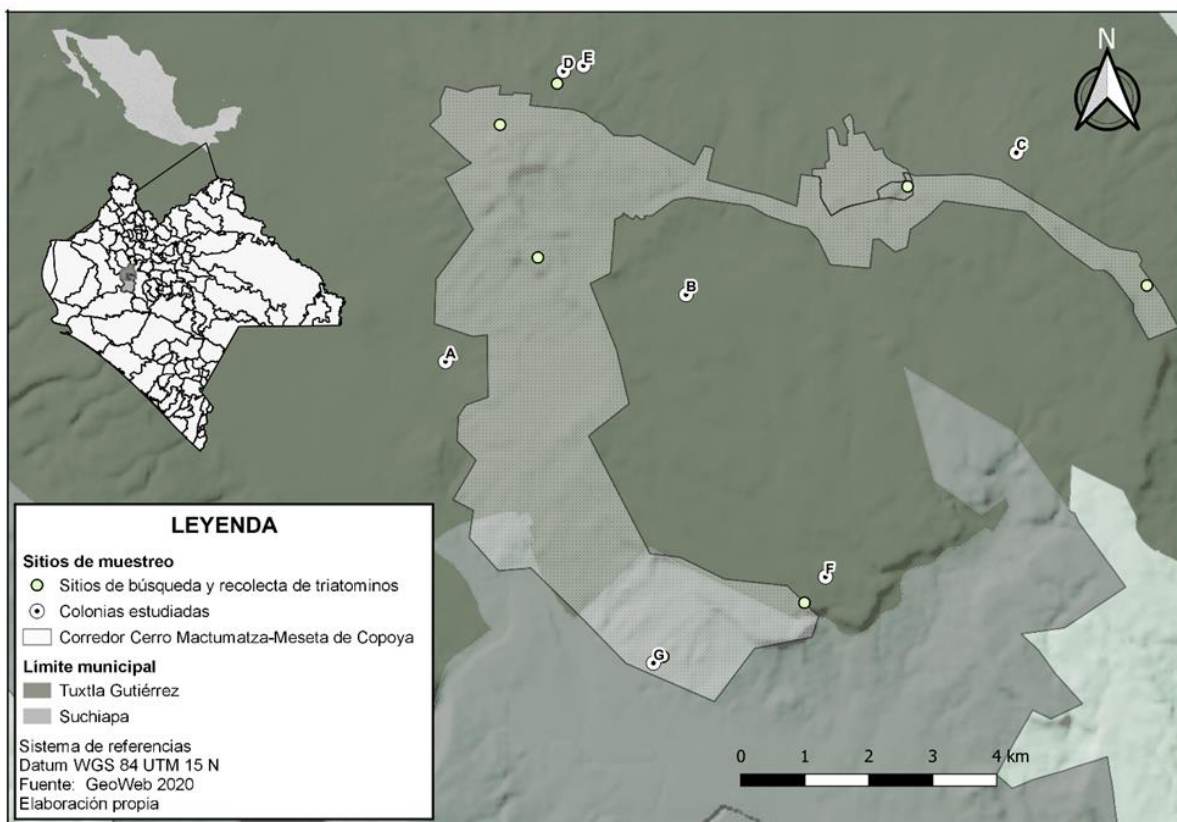 N
D
E
C
B
A
F
G
LEYENDA
Sitios de muestreo
Sitios de búsqueda y recolecta de triatominos
Colonias estudiadas
Corredor Cerro Mactumatza-Meseta de Copoya
Límite municipal
Tuxtla Gutiérrez
Suchiapa
Sistema de referencias
Datum WGS 84 UTM 15 N
Fuente: GeoWeb 2020
Elaboración propia
0 1 2 3 4 km